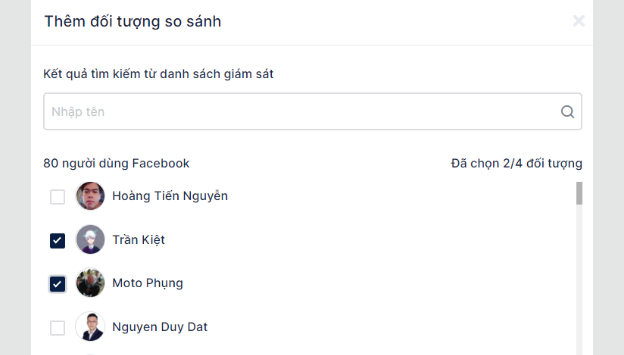 Thêm đối tượng so sánh
Kết quả tìm kiếm từ danh sách giám sát
Nhập tên
80 người dùng Facebook Đã chọn 2/4 đối tượng
Hoàng Tiến Nguyễn
Trần Kiệt
Moto Phụng
Nguyen Duy Dat